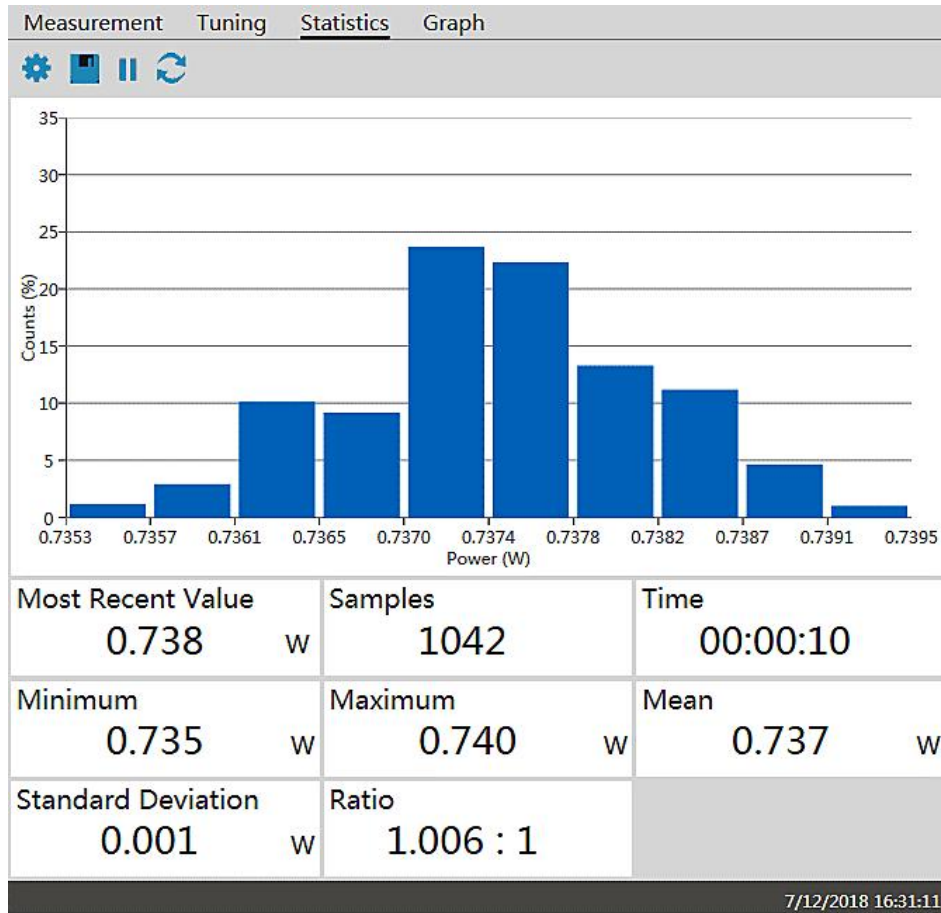 Measurement Tuning Statistics Graph
35
30
25
20
15
10
5
0
Counts (%)
0.7353 0.7357 0.7361 0.7365 0.7370 0.7374 0.7378 0.7382 0.7387 0.7391 0.7395
Power (W)
Most Recent Value Samples Time
0.738 W 1042 00:00:10
Minimum Maximum Mean
0.735 W 0.740 W 0.737 W
Standard Deviation Ratio
0.001 W 1.006 : 1
7/12/2018 16:31:11